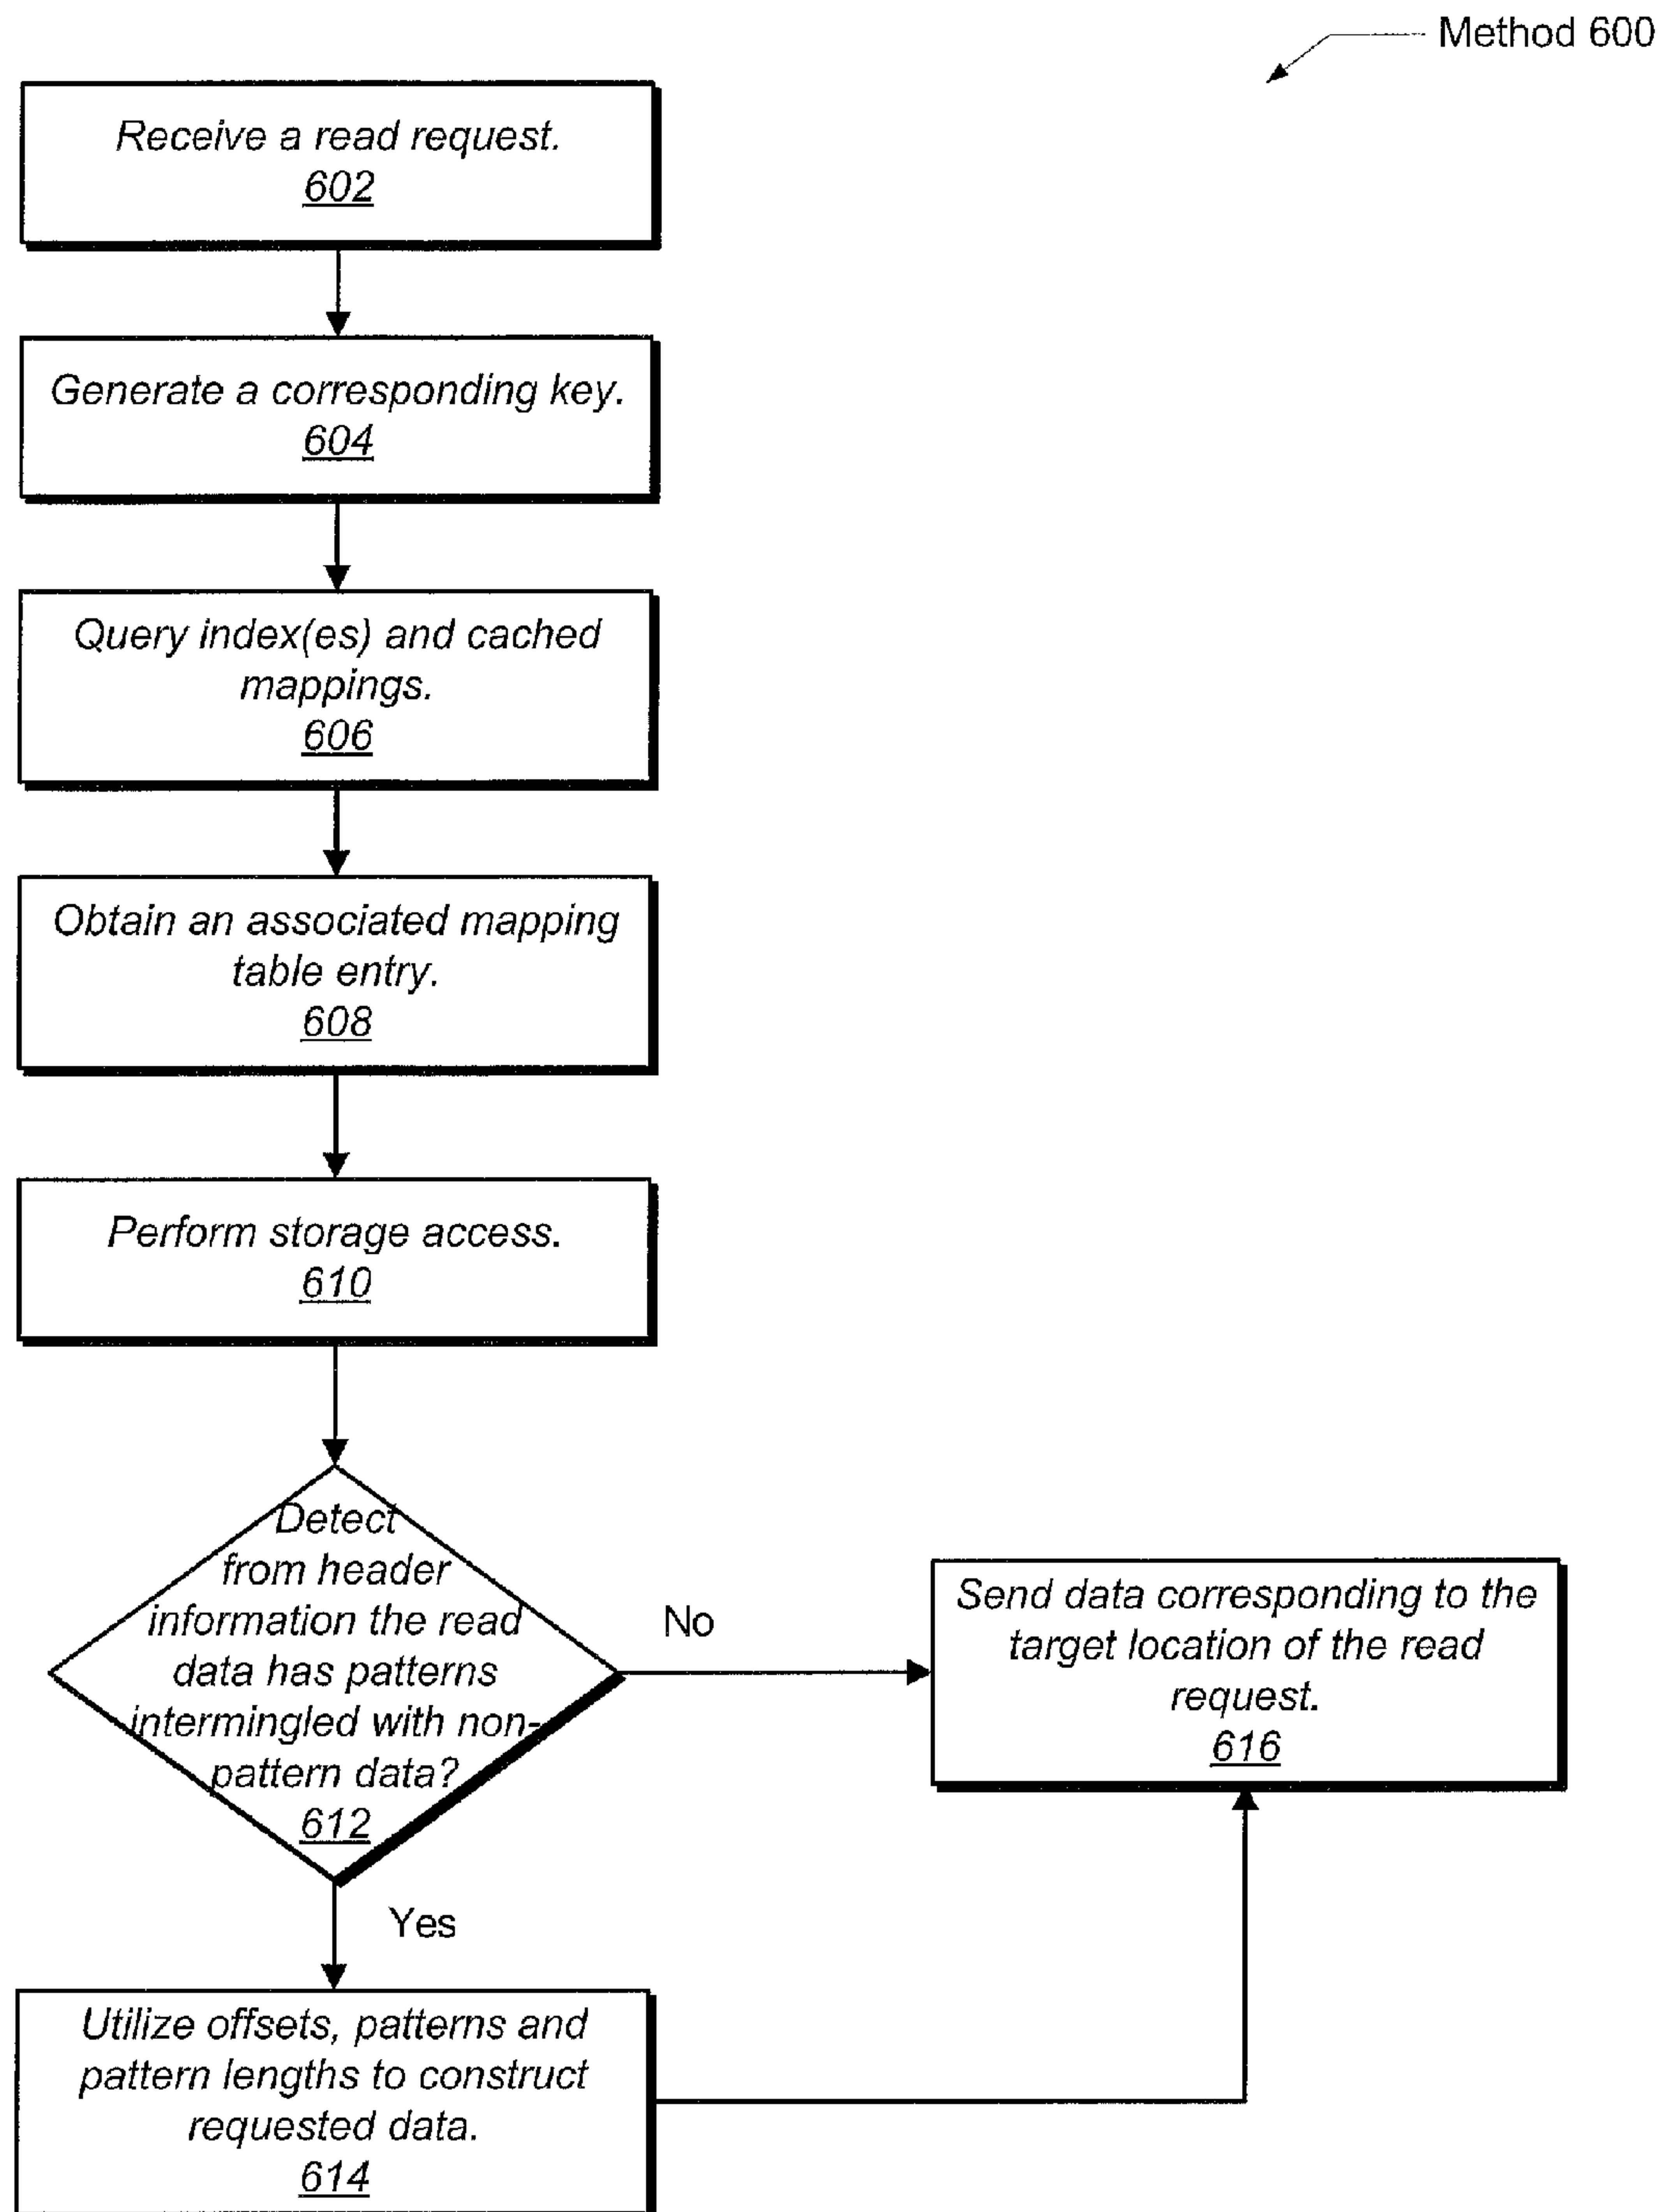 Method 600
Receive a read request.
602
Generate a corresponding key.
604
Query index(es) and cached
mappings.
606
Obtain an associated mapping
table entry.
608
Perform storage access.
610
Detect
from header
information the read
data has patterns
intermingled with non-
pattern data?
612
No
Send data corresponding to the
target location of the read
request.
616
Yes
Utilize offsets, patterns and
pattern lengths to construct
requested data.
614